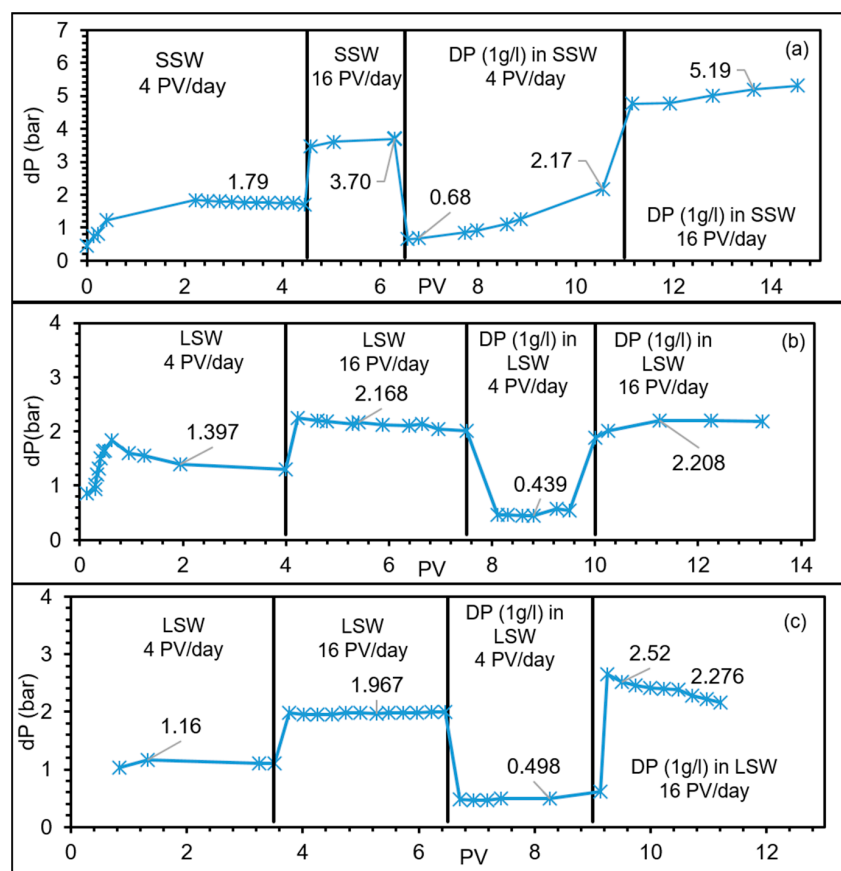 (a)
SSW
4 PV/day
SSW
16 PV/day
DP (1g/l) in SSW
4 PV/day
DP (1g/l) in SSW
16 PV/day
1.79
3.70
0.68
2.17
5.19
dP (bar)
7
6
5
4
3
2
1
0
0 2 4 6 8 10 12 14
PV
(b)
LSW
4 PV/day
LSW
16 PV/day
DP (1g/l) in
LSW
4 PV/day
DP (1g/l) in
LSW
16 PV/day
1.397
2.168
0.439
2.208
dP(bar)
4
3
2
1
0
0 2 4 6 8 10 12 14
PV
(c)
LSW
4 PV/day
LSW
16 PV/day
DP (1g/l) in
LSW
4 PV/day
DP (1g/l) in LSW
16 PV/day
1.16
1.967
0.498
2.52
2.276
dP (bar)
4
3
2
1
0
0 2 4 6 8 10 12
PV